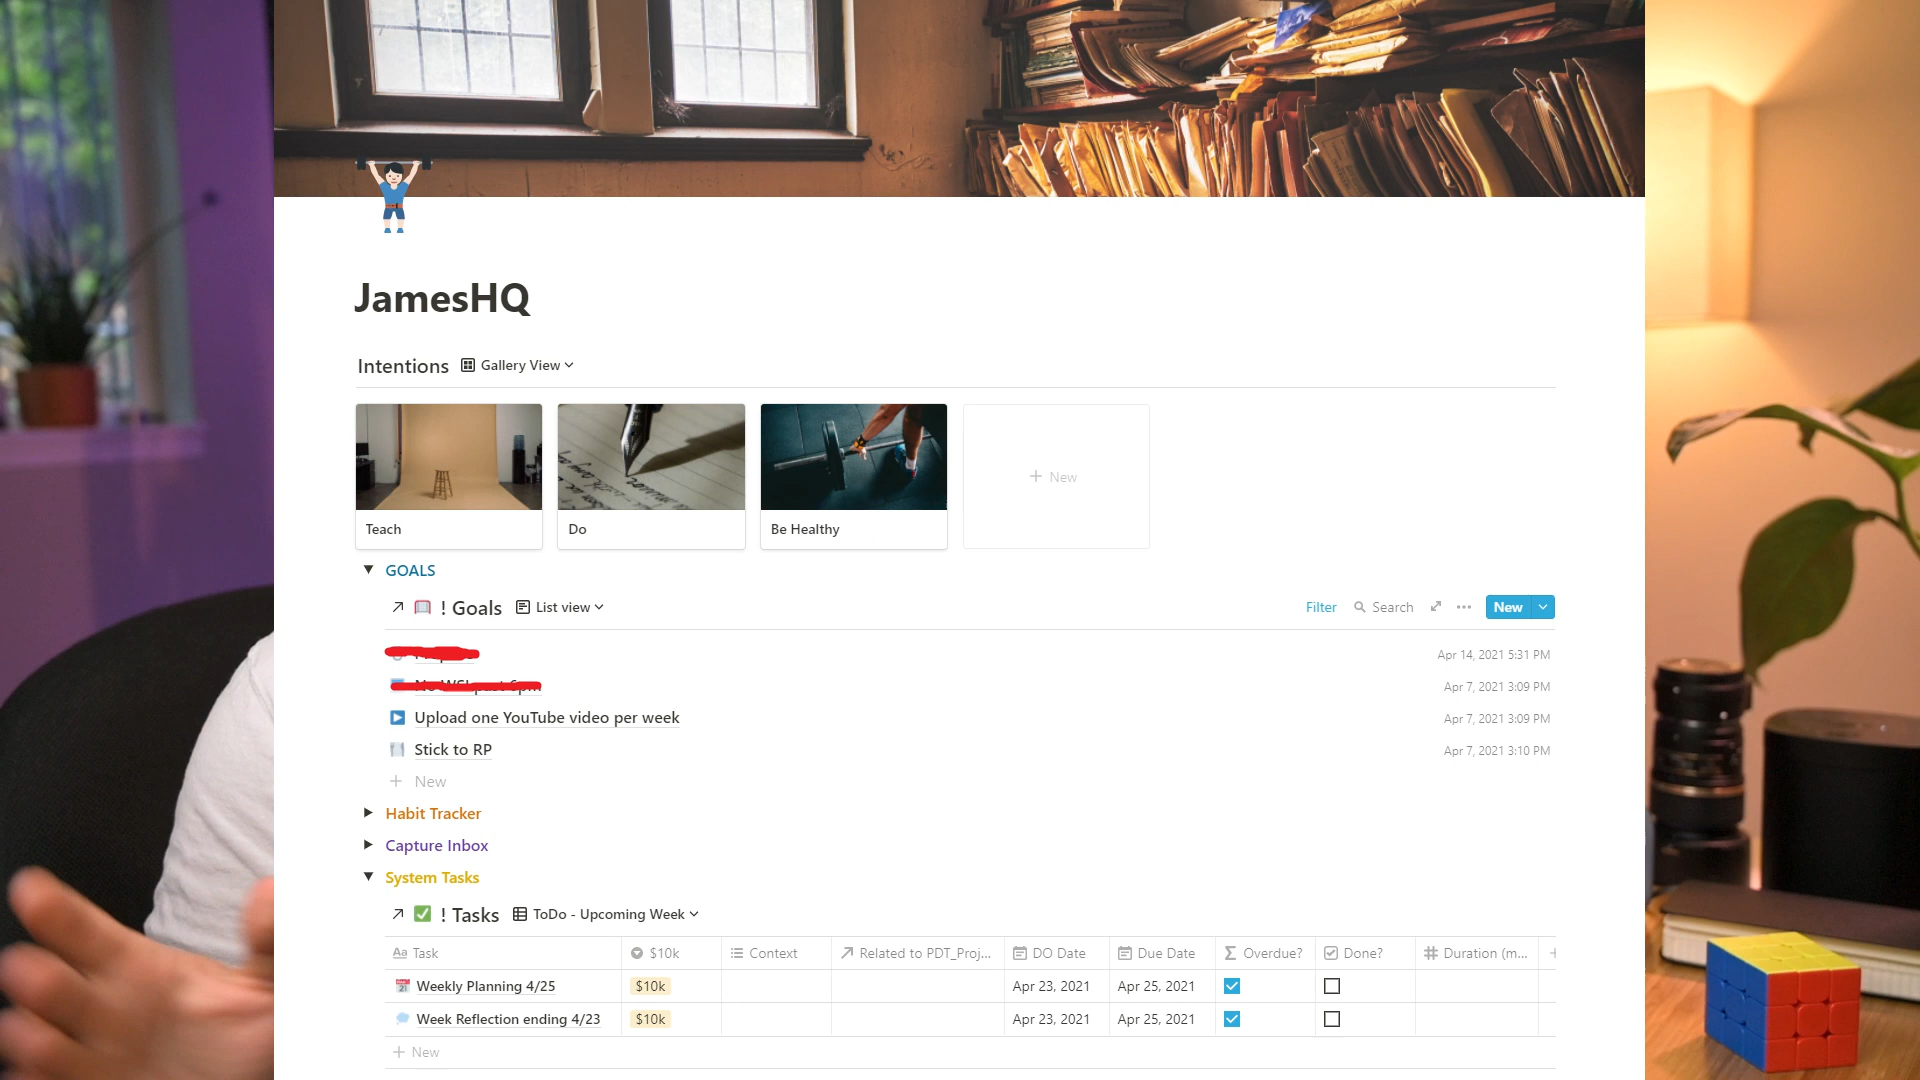 JamesHQ
Intentions Gallery View
+ New
Teach Do Be Healthy
GOALS
! Goals List view Filter Search ... New
Apr 14, 2021 5:31 PM
Apr 7, 2021 3:09 PM
Upload one YouTube video per week Apr 7, 2021 3:09 PM
Stick to RP Apr 7, 2021 3:10 PM
+ New
Habit Tracker
Capture Inbox
System Tasks
! Tasks ToDo - Upcoming Week
Aa Task $10k Context Related to PDT_Proj... DO Date Due Date Σ Overdue? Done? # Duration (m... +
Weekly Planning 4/25 $10k Apr 23, 2021 Apr 25, 2021
Week Reflection ending 4/23 $10k Apr 23, 2021 Apr 25, 2021
+ New